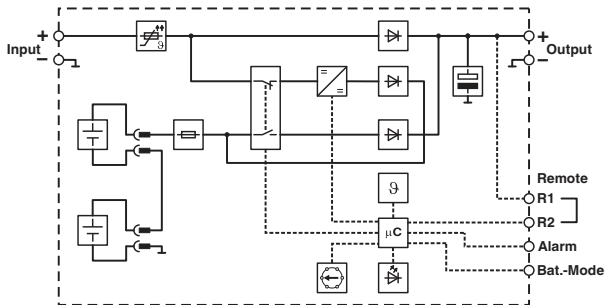 +
Input
−
ϑ
+
Output
−
=
=
ϑ
µC
Remote
R1
R2
Alarm
Bat.-Mode